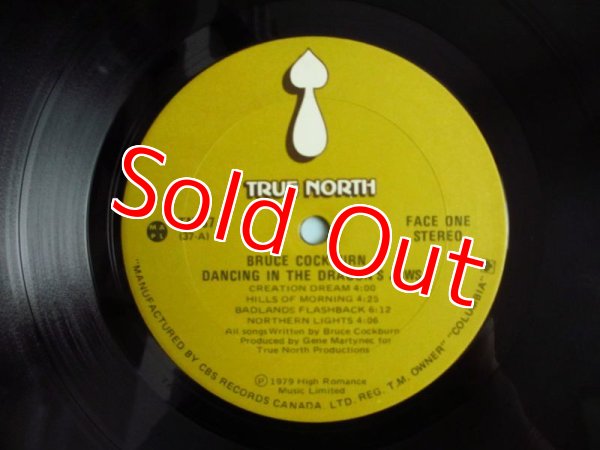 TRUE NORTH
(37-A)
FACE ONE
STEREO
Sold Out
BRUCE COCKBURN
DANCING IN THE DRAGON'S JAWS
CREATION DREAM 4:00
HILLS OF MORNING 4:25
BADLANDS FLASHBACK 6:12
NORTHERN LIGHTS 4:06
All songs Written by Bruce Cockburn
Produced by Gene Martynec for
True North Productions
Ⓟ 1979 High Romance
Music Limited
"MANUFACTURED BY CBS RECORDS CANADA, LTD. REG. T.M. OWNER" "COLUMBIA"